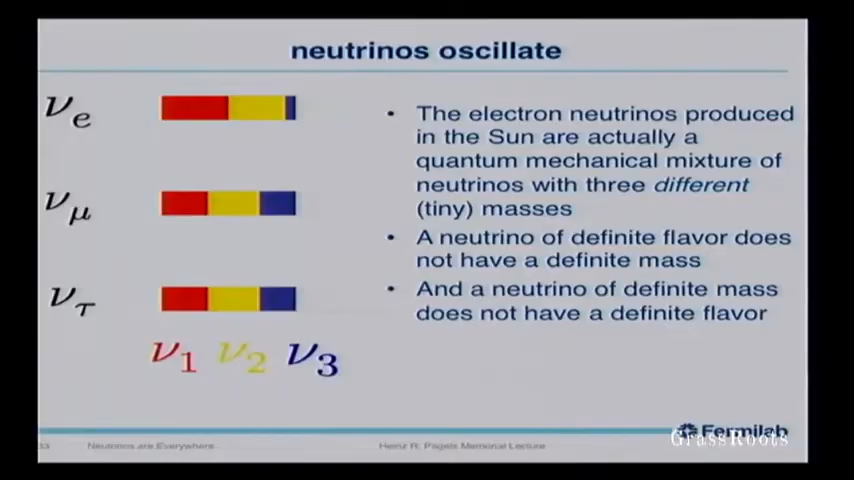 neutrinos oscillate
νe
• The electron neutrinos produced
in the Sun are actually a
quantum mechanical mixture of
neutrinos with three different
(tiny) masses
νμ
• A neutrino of definite flavor does
not have a definite mass
ντ
• And a neutrino of definite mass
does not have a definite flavor
ν1 ν2 ν3
Fermilab
GrassRoots
33 Neutrinos are Everywhere Heinz R. Pagels Memorial Lecture